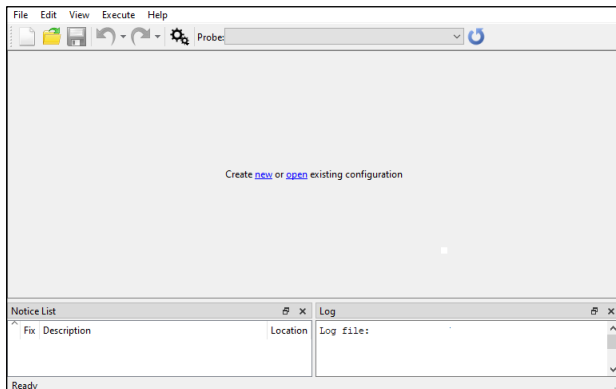 File Edit View Execute Help
Probe:
Create new or open existing configuration
Notice List
Fix Description Location
Log
Log file:
Ready